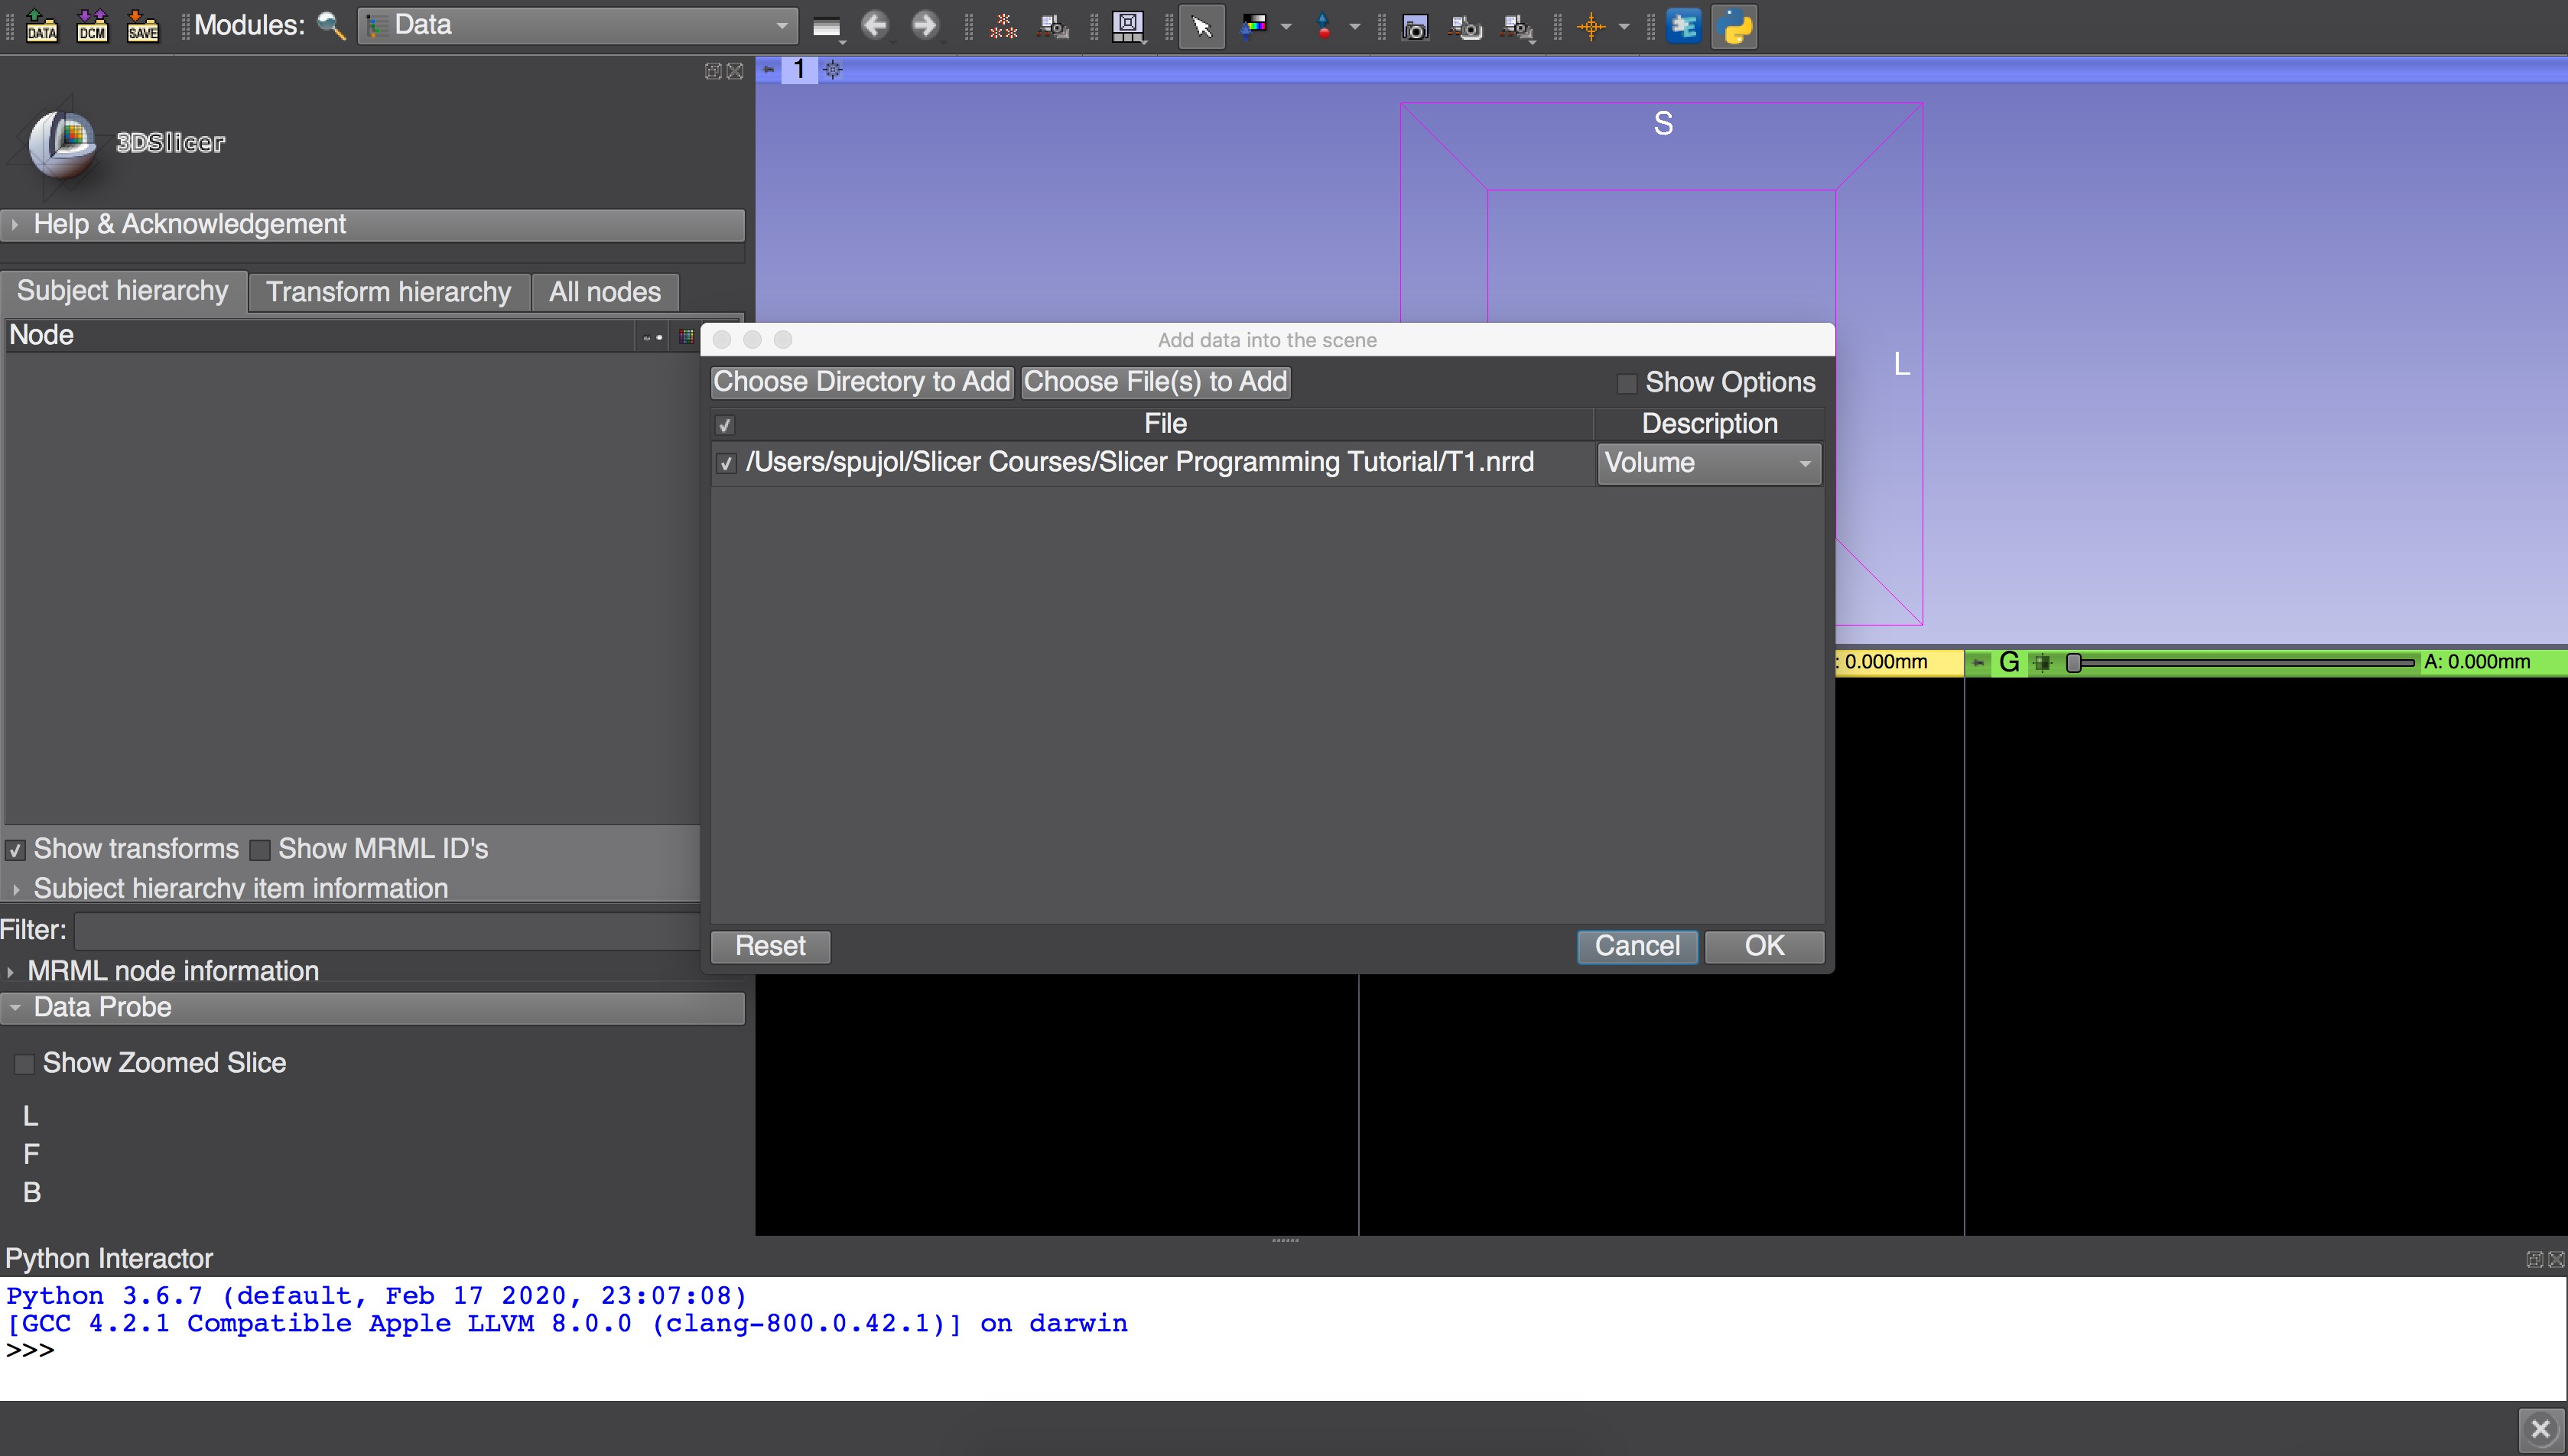 DATA DCM SAVE Modules: Data
1
3DSlicer
S
Help & Acknowledgement
Subject hierarchy Transform hierarchy All nodes
Node
Add data into the scene
L
Choose Directory to Add Choose File(s) to Add Show Options
File Description
/Users/spujol/Slicer Courses/Slicer Programming Tutorial/T1.nrrd Volume
: 0.000mm G A: 0.000mm
Show transforms Show MRML ID's
Subject hierarchy item information
Filter:
Reset Cancel OK
MRML node information
Data Probe
Show Zoomed Slice
L
F
B
Python Interactor
Python 3.6.7 (default, Feb 17 2020, 23:07:08)
[GCC 4.2.1 Compatible Apple LLVM 8.0.0 (clang-800.0.42.1)] on darwin
>>>